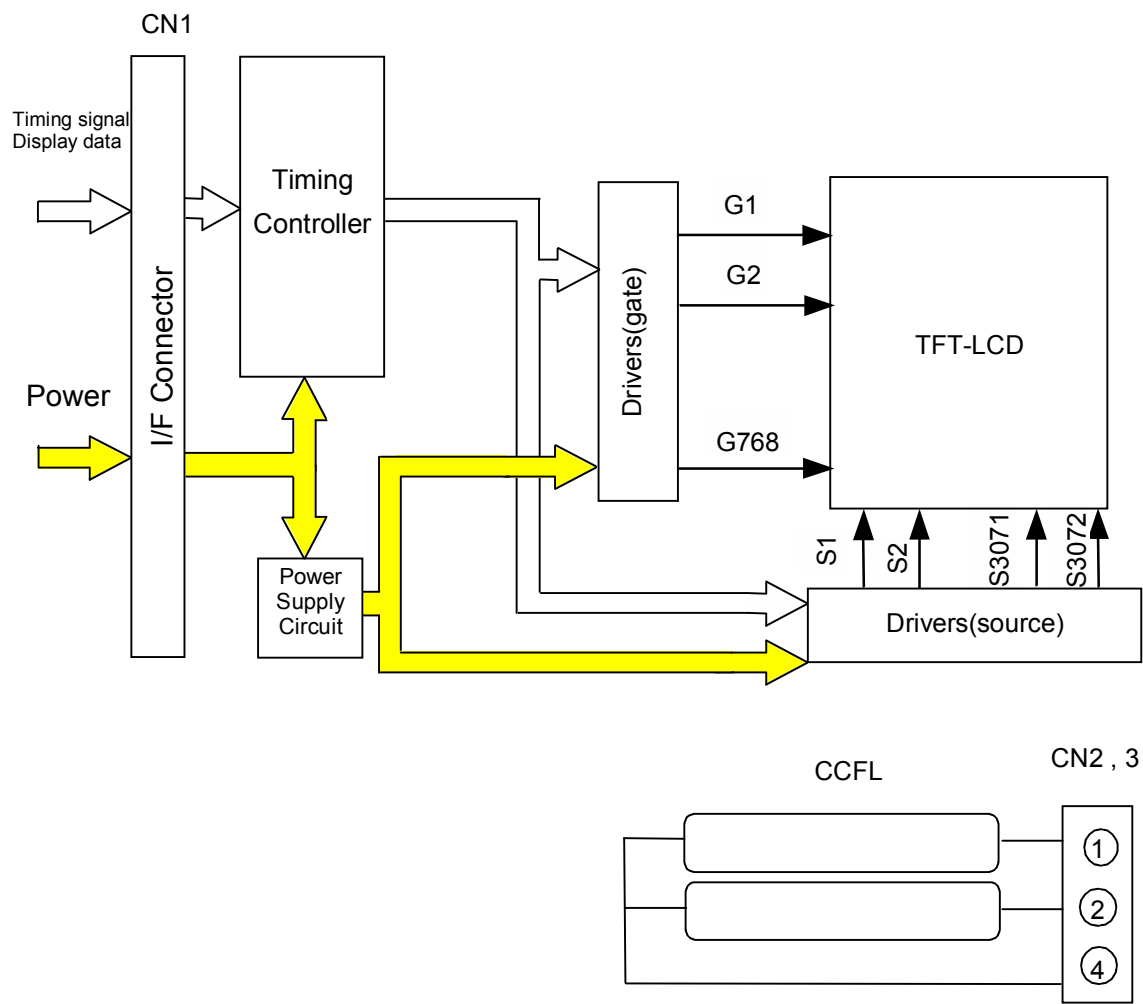 CN1
Timing signal
Display data
Power
I/F Connector
Timing
Controller
Power
Supply
Circuit
Drivers(gate)
G1
G2
G768
TFT-LCD
S1
S2
S3071
S3072
Drivers(source)
CCFL
CN2 , 3
1
2
4